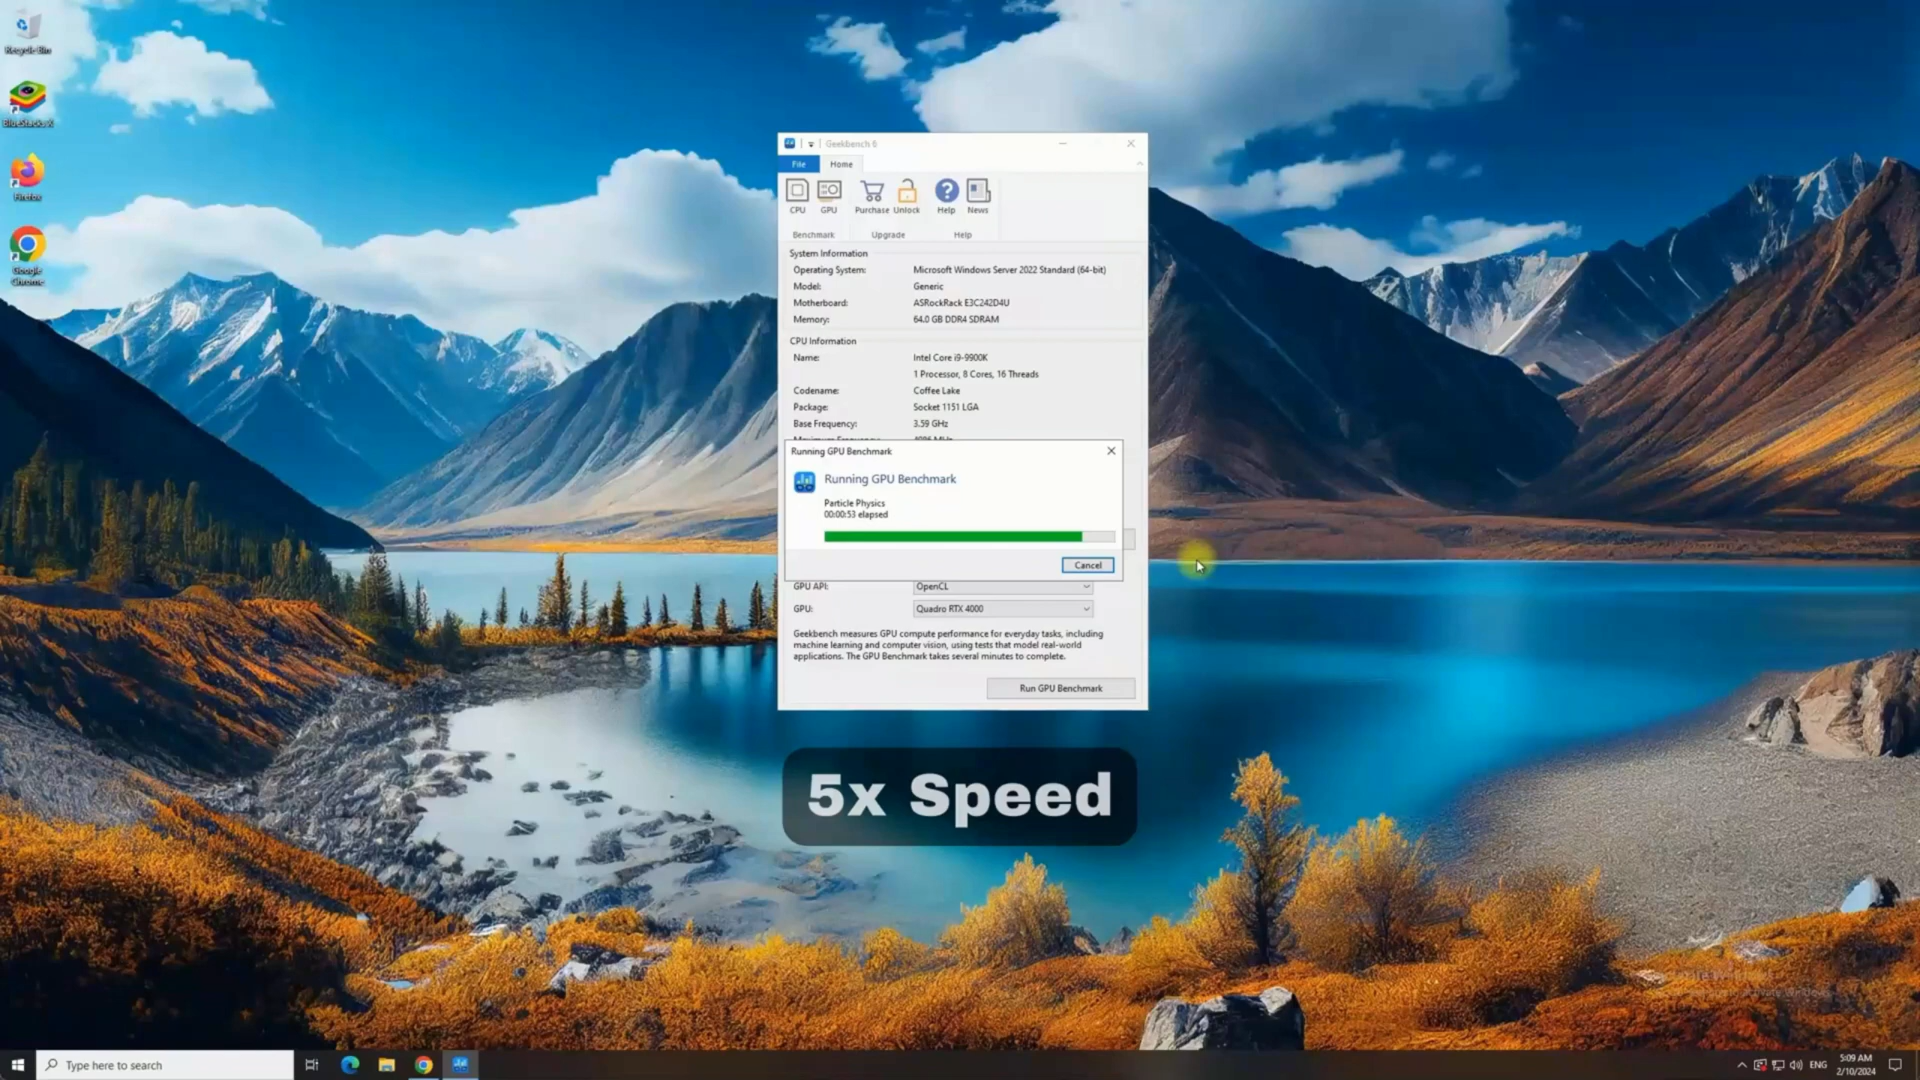 Recycle Bin
BlueStacks X
Firefox
Google
Chrome
Geekbench 6
File
Home
CPU
GPU
Purchase
Unlock
Help
News
Benchmark
Upgrade
Help
System Information
Operating System: Microsoft Windows Server 2022 Standard (64-bit)
Model: Generic
Motherboard: ASRockRack E3C242D4U
Memory: 64.0 GB DDR4 SDRAM
CPU Information
Name: Intel Core i9-9900K
1 Processor, 8 Cores, 16 Threads
Codename: Coffee Lake
Package: Socket 1151 LGA
Base Frequency: 3.59 GHz
Running GPU Benchmark
Running GPU Benchmark
Particle Physics
00:00:53 elapsed
Cancel
GPU API: OpenCL
GPU: Quadro RTX 4000
Geekbench measures GPU compute performance for everyday tasks, including
machine learning and computer vision, using tests that model real-world
applications. The GPU Benchmark takes several minutes to complete.
Run GPU Benchmark
5x Speed
Type here to search
ENG
5:09 AM
2/10/2024